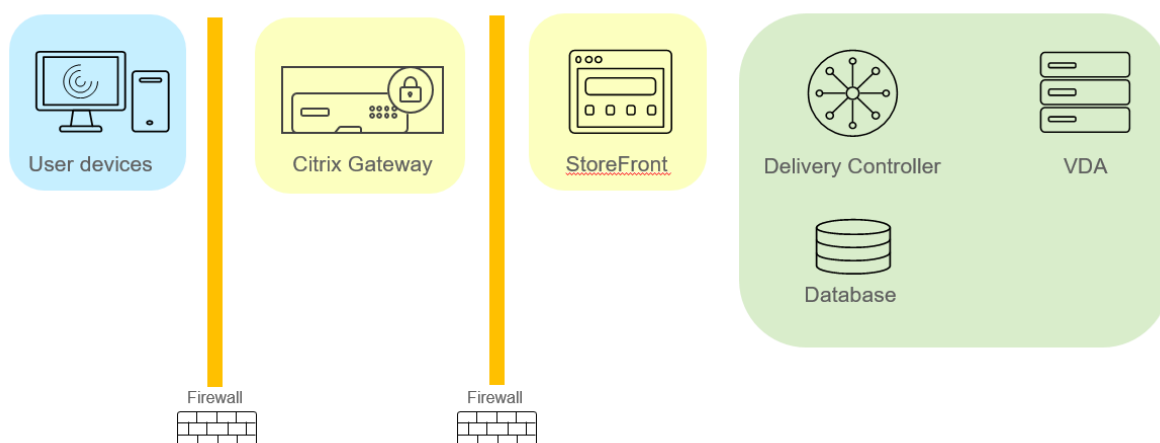 User devices
Citrix Gateway
StoreFront
Delivery Controller
VDA
Database
Firewall
Firewall